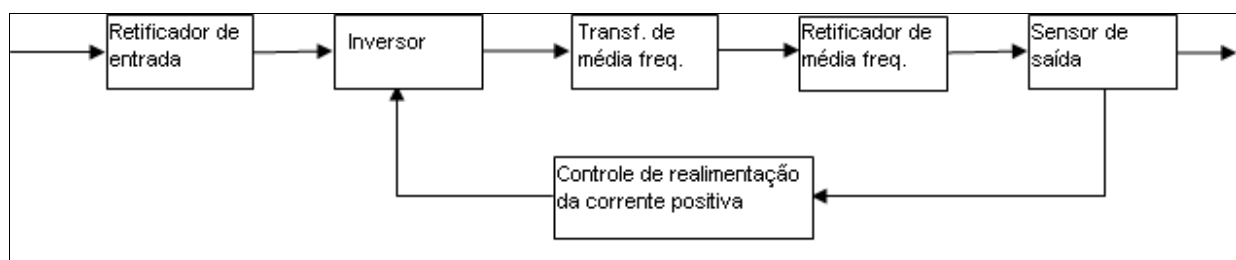 Retificador de
entrada
Inversor
Transf. de
média freq.
Retificador de
média freq.
Sensor de
saída
Controle de realimentação
da corrente positiva